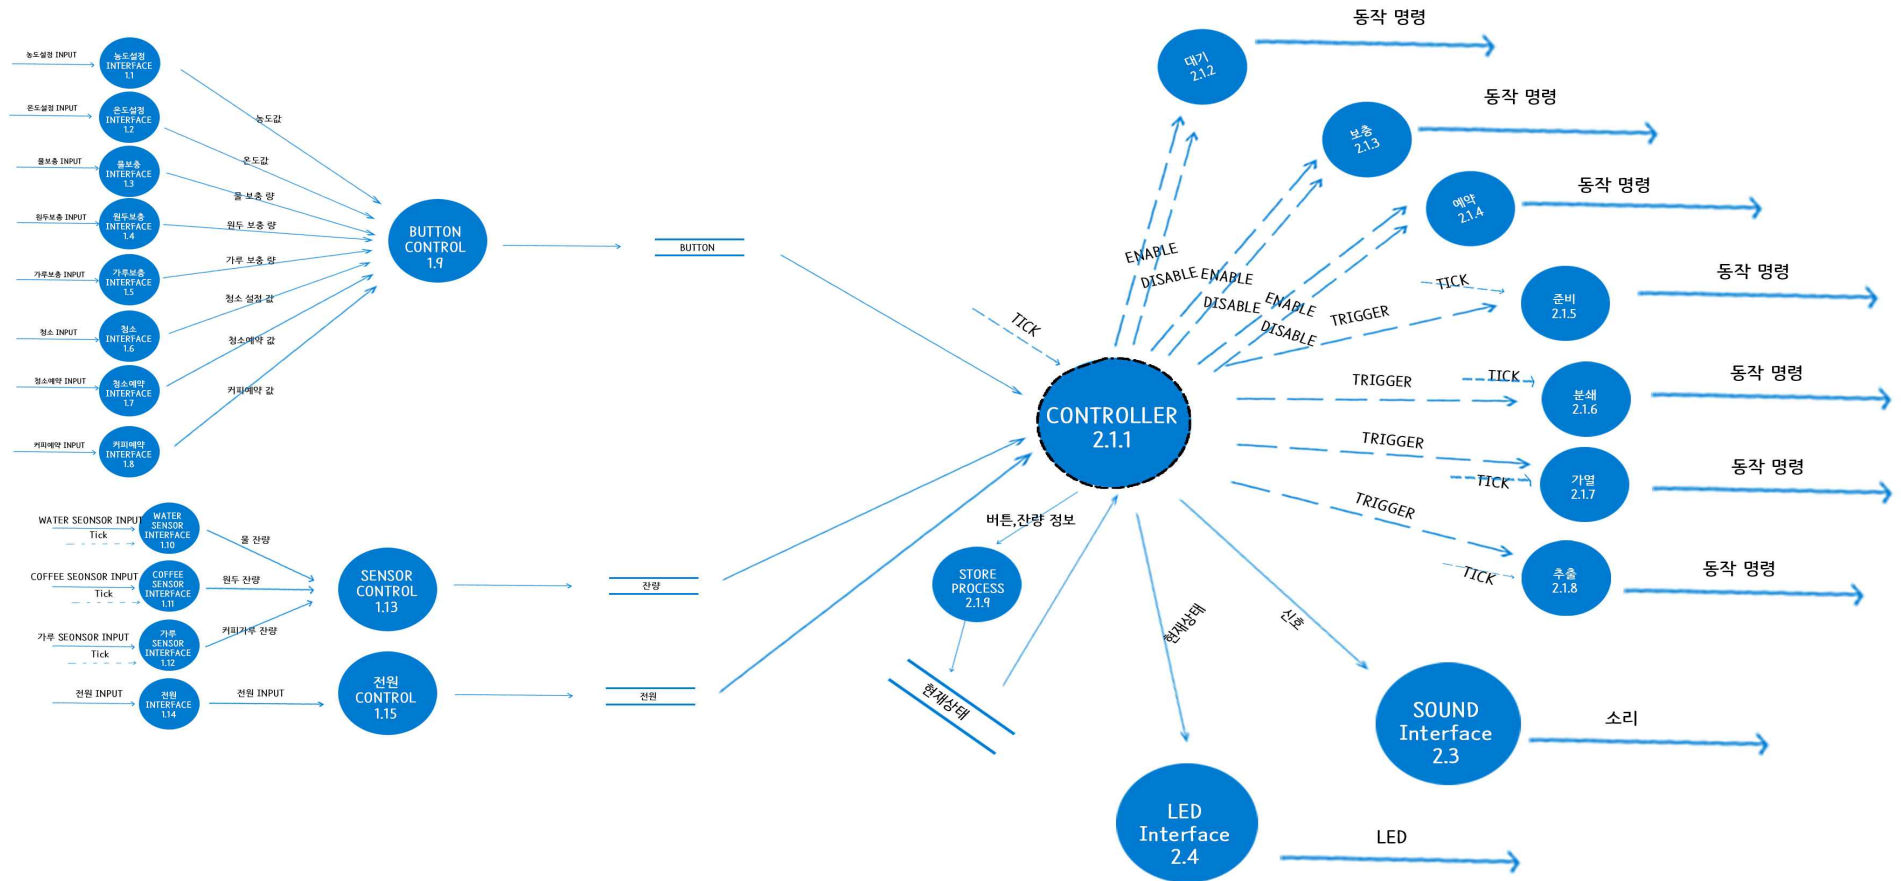 농도설정 INPUT
농도설정
INTERFACE
1.1
온도설정 INPUT
온도설정
INTERFACE
1.2
물보충 INPUT
물보충
INTERFACE
1.3
원두보충 INPUT
원두보충
INTERFACE
1.4
가루보충 INPUT
가루보충
INTERFACE
1.5
청소 INPUT
청소
INTERFACE
1.6
청소예약 INPUT
청소예약
INTERFACE
1.7
커피예약 INPUT
커피예약
INTERFACE
1.8
농도값
온도값
물 보충 량
원두 보충 량
가루 보충 량
청소 설정 값
청소예약 값
커피예약 값
BUTTON
CONTROL
1.9
BUTTON
WATER SEONSOR INPUT
Tick
WATER
SENSOR
INTERFACE
1.10
물 잔량
COFFEE SEONSOR INPUT
Tick
COFFEE
SENSOR
INTERFACE
1.11
원두 잔량
가루 SEONSOR INPUT
Tick
가루
SENSOR
INTERFACE
1.12
커피가루 잔량
SENSOR
CONTROL
1.13
잔량
전원 INPUT
전원
INTERFACE
1.14
전원 INPUT
전원
CONTROL
1.15
전원
TICK
CONTROLLER
2.1.1
버튼,잔량 정보
STORE
PROCESS
2.1.9
현재상태
현재상태
LED
Interface
2.4
LED
신호
SOUND
Interface
2.3
소리
ENABLE
DISABLE
대기
2.1.2
동작 명령
ENABLE
DISABLE
보충
2.1.3
동작 명령
ENABLE
DISABLE
예약
2.1.4
동작 명령
TRIGGER
TICK
준비
2.1.5
동작 명령
TRIGGER
TICK
분쇄
2.1.6
동작 명령
TRIGGER
TICK
가열
2.1.7
동작 명령
TRIGGER
TICK
추출
2.1.8
동작 명령